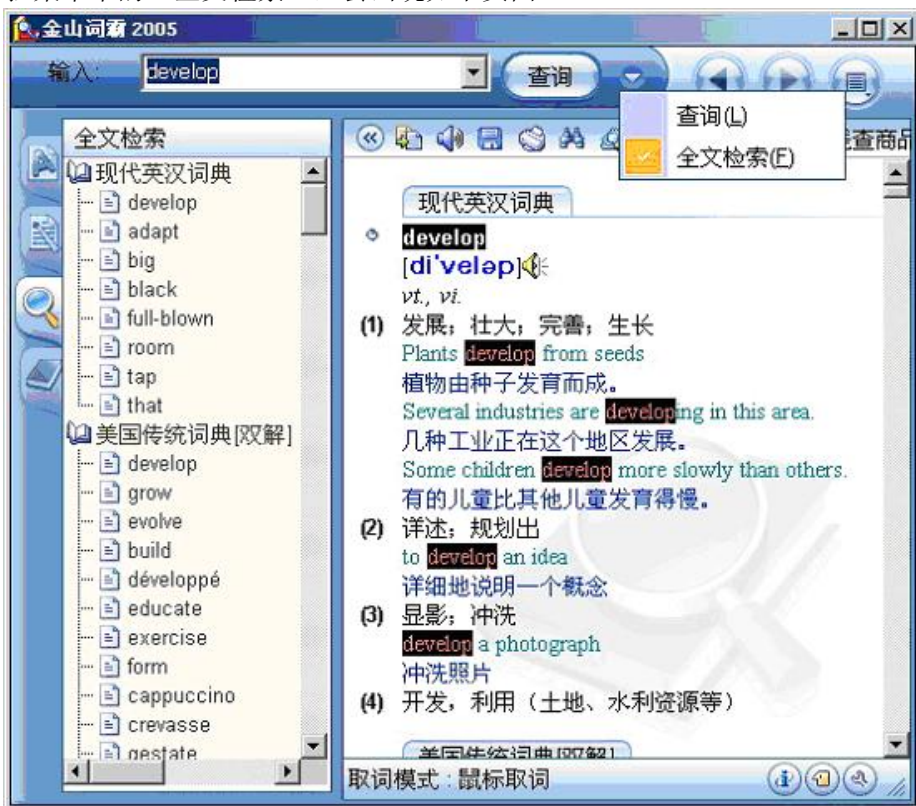 金山词霸 2005
输入: develop 查询
查询(L)
全文检索(F)
查商品
全文检索
现代英汉词典
develop
adapt
big
black
full-blown
room
tap
that
美国传统词典[双解]
develop
grow
evolve
build
développé
educate
exercise
form
cappuccino
crevasse
gestate
现代英汉词典
develop
[di'veləp]
vt., vi.
(1) 发展；壮大；完善；生长
Plants develop from seeds
植物由种子发育而成。
Several industries are developing in this area.
几种工业正在这个地区发展。
Some children develop more slowly than others.
有的儿童比其他儿童发育得慢。
(2) 详述；规划出
to develop an idea
详细地说明一个概念
(3) 显影；冲洗
develop a photograph
冲洗照片
(4) 开发，利用（土地、水利资源等）
美国传统词典[双解]
取词模式：鼠标取词